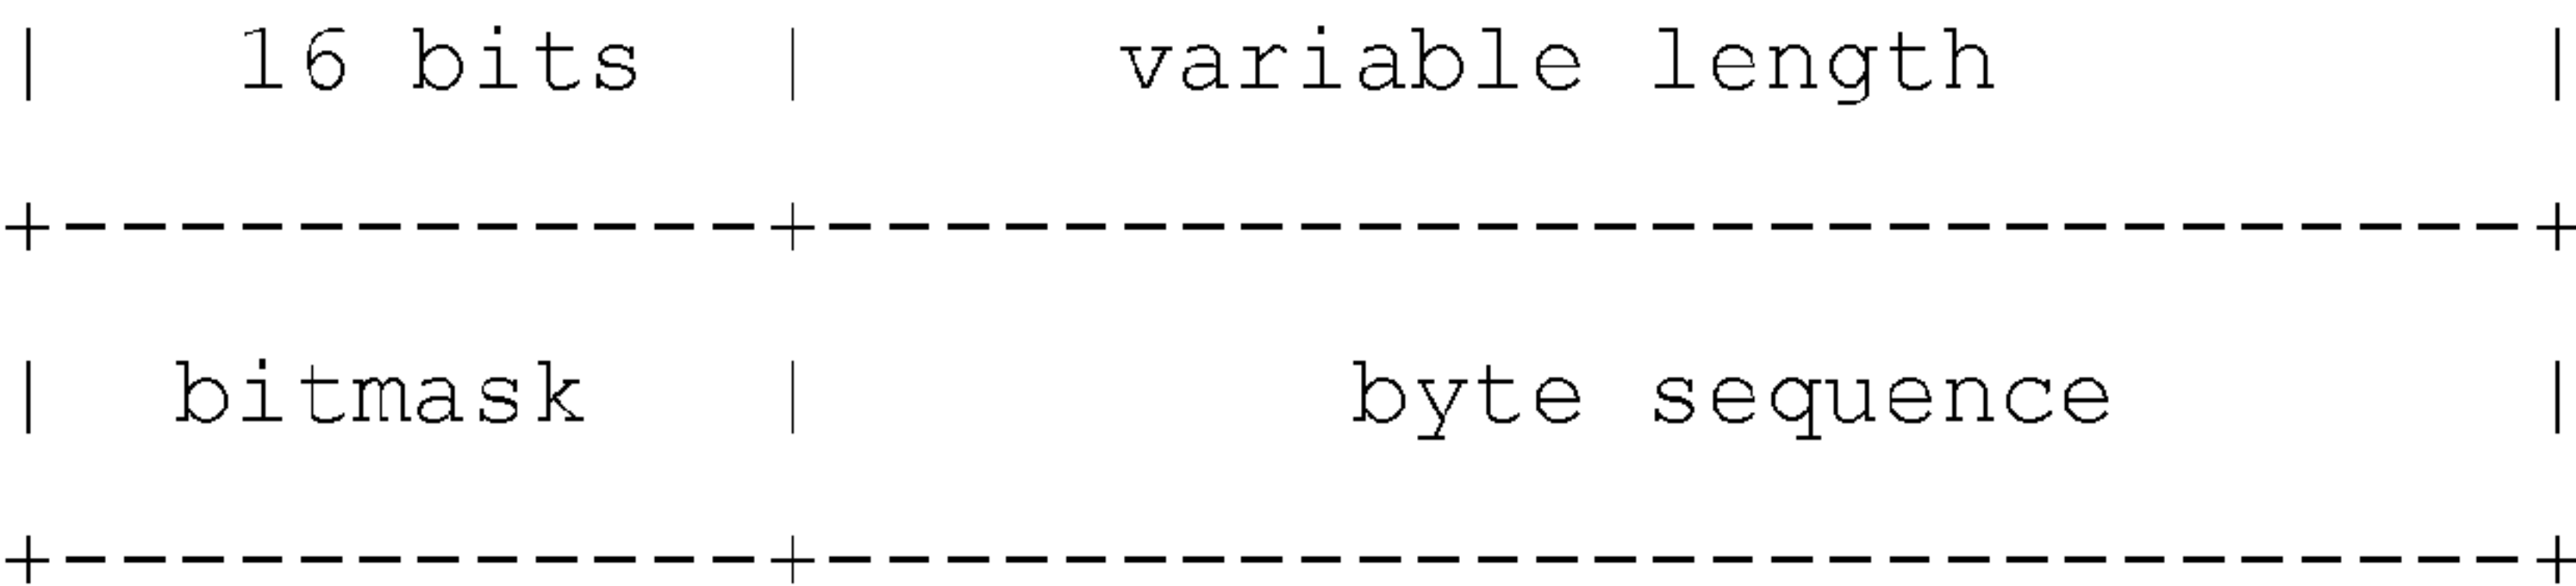 |   16 bits  |        variable length          |
+------------+-----------------------------+
|  bitmask   |         byte sequence       |
+------------+-----------------------------+